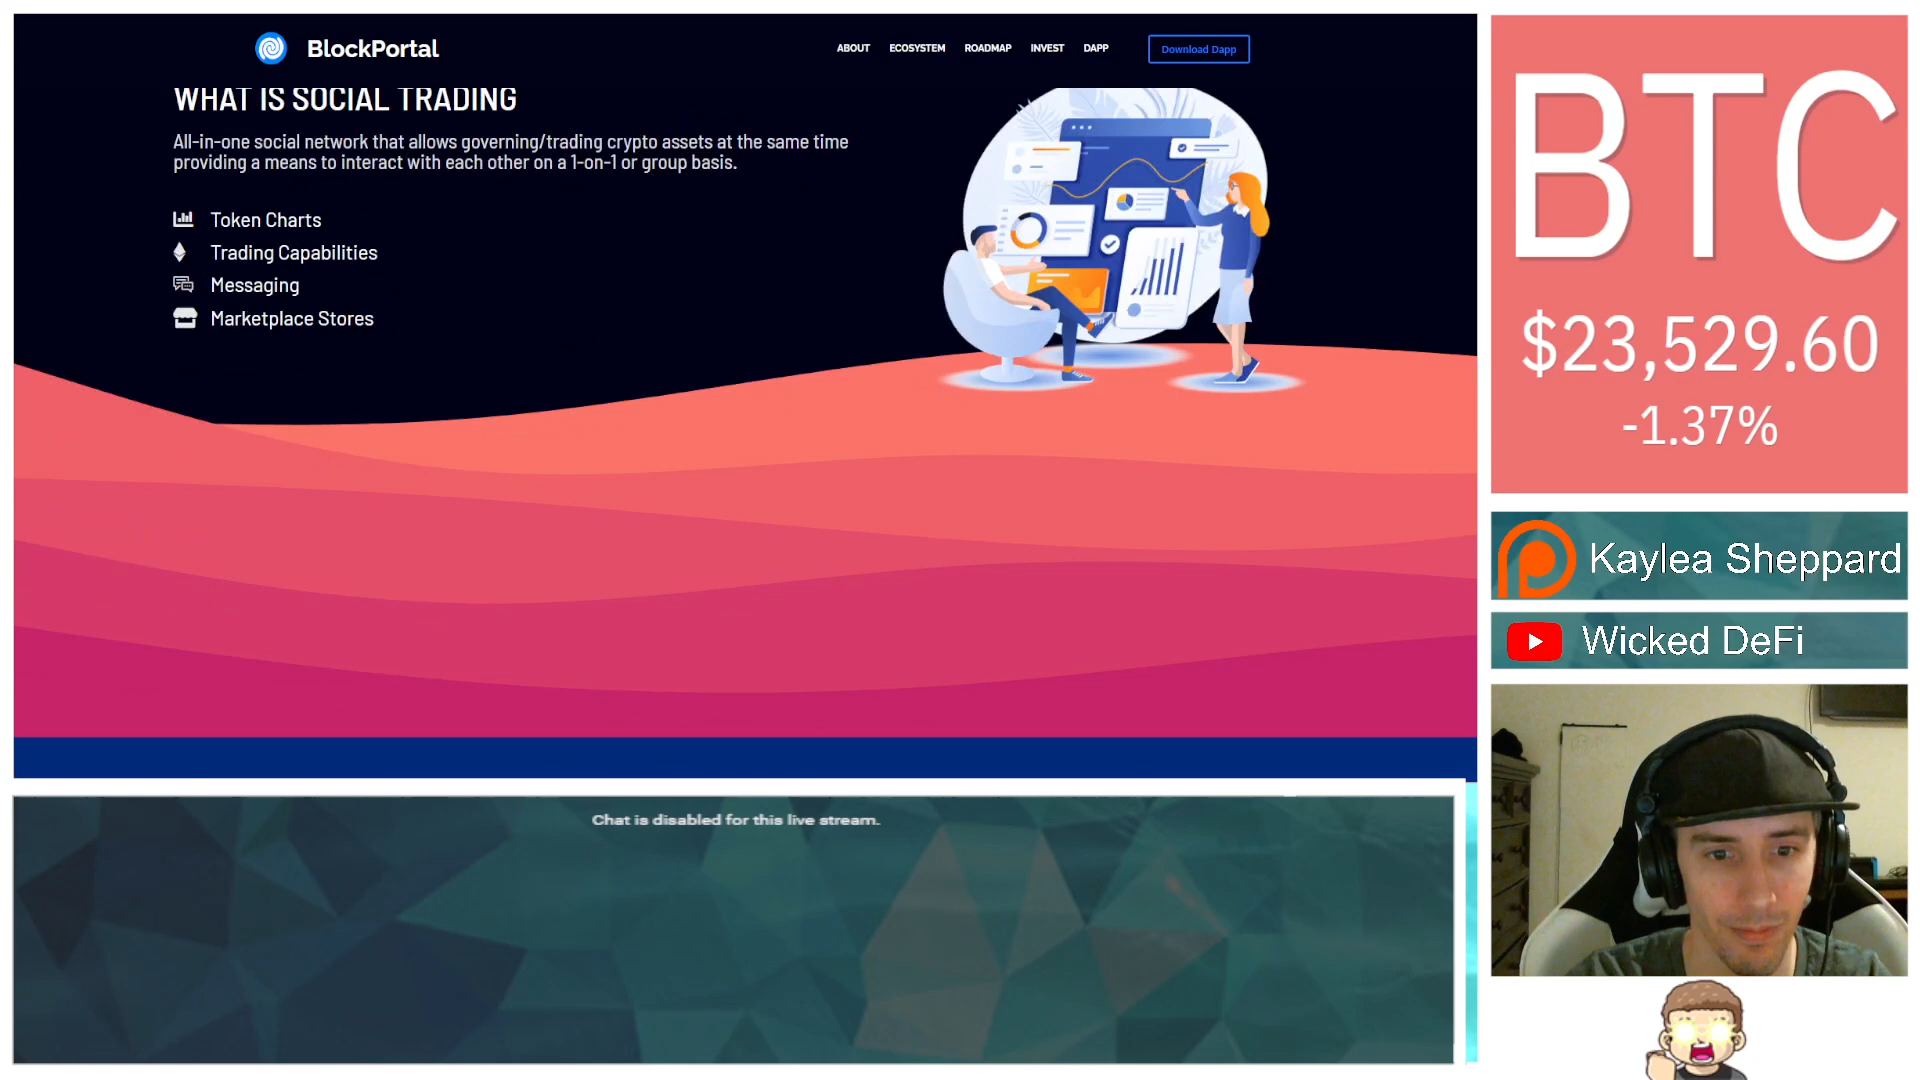 BlockPortal
ABOUT ECOSYSTEM ROADMAP INVEST DAPP Download Dapp
WHAT IS SOCIAL TRADING
All-in-one social network that allows governing/trading crypto assets at the same time
providing a means to interact with each other on a 1-on-1 or group basis.
Token Charts
Trading Capabilities
Messaging
Marketplace Stores
BTC
$23,529.60
-1.37%
Kaylea Sheppard
Wicked DeFi
Chat is disabled for this live stream.